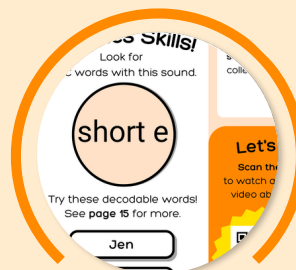 Skills!
Look for
words with this sound.
short e
Try these decodable words!
See page 15 for more.
Jen
Let's
Scan the
to watch a
video